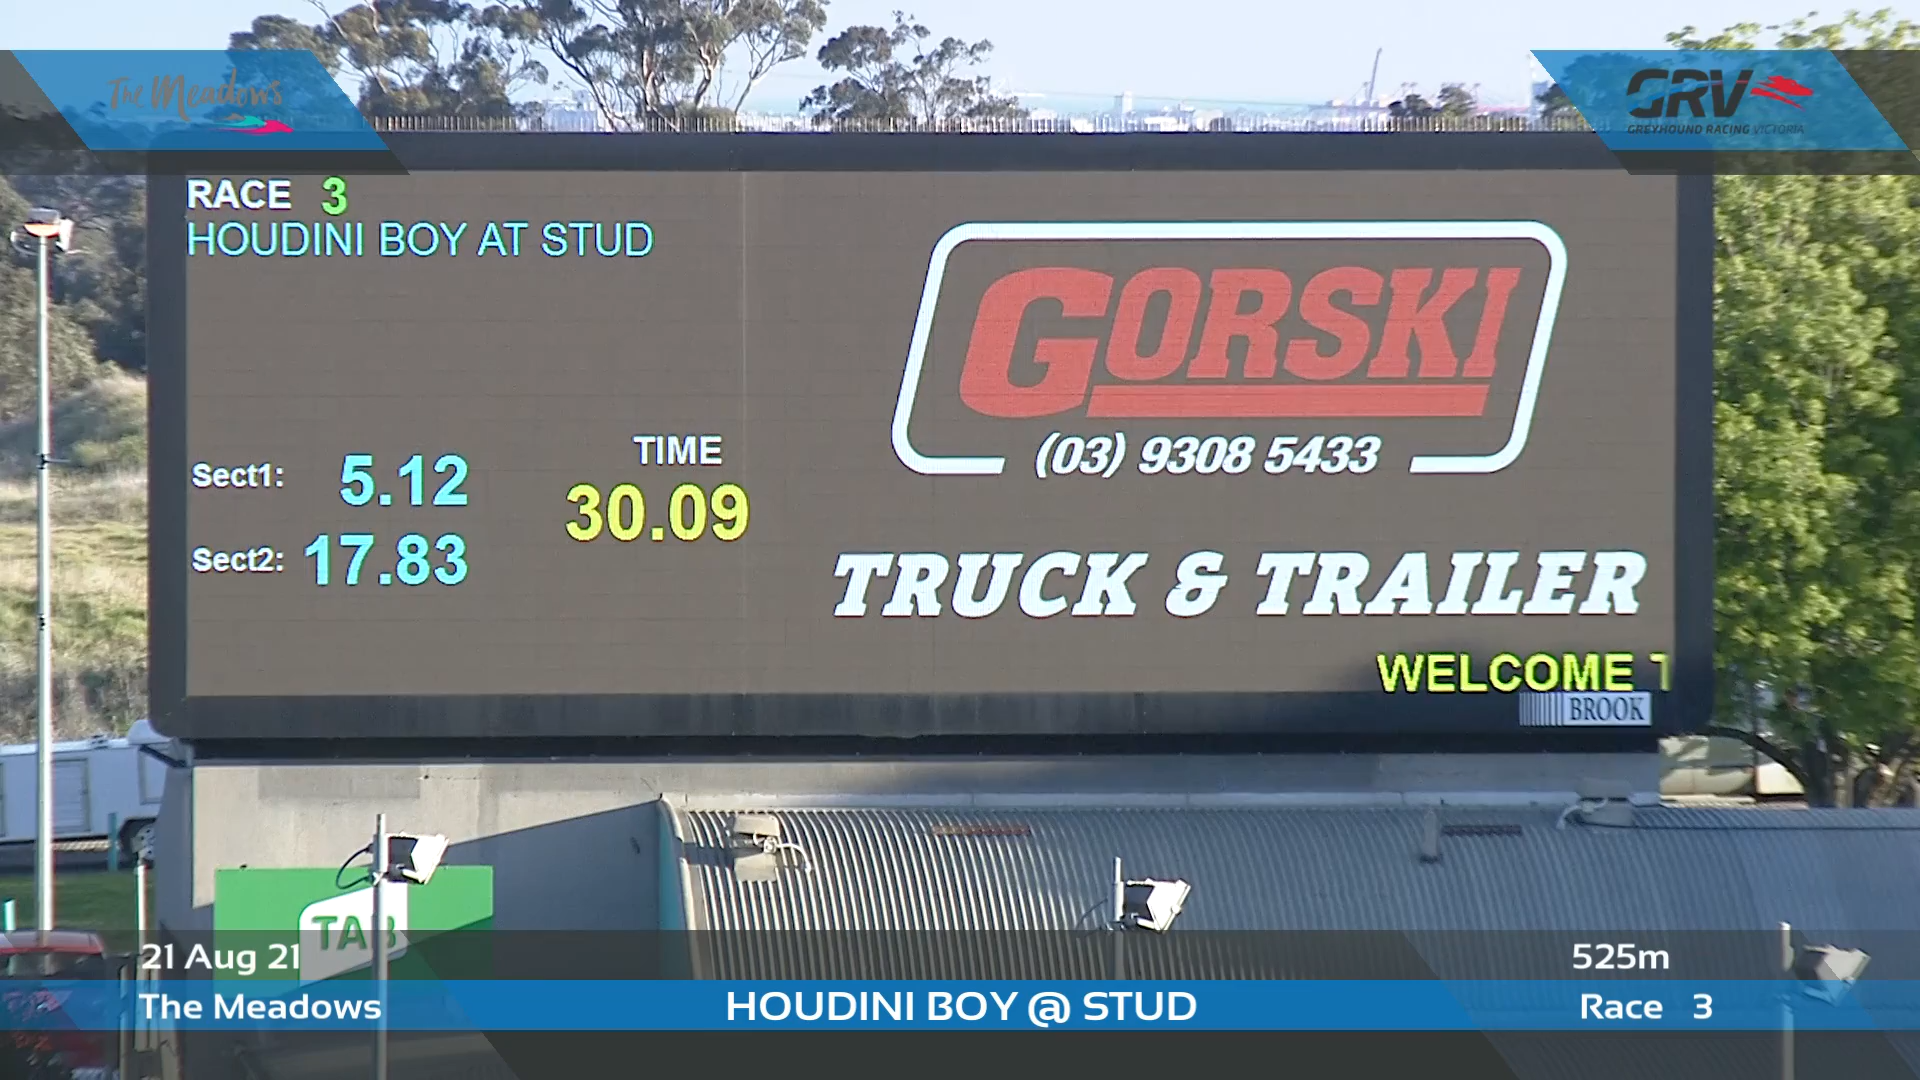 The Meadows
GRV
GREYHOUND RACING VICTORIA
RACE 3
HOUDINI BOY AT STUD
GORSKI
(03) 9308 5433
TIME
Sect1: 5.12
30.09
Sect2: 17.83
TRUCK & TRAILER
WELCOME T
BROOK
TAB
21 Aug 21
525m
The Meadows
HOUDINI BOY @ STUD
Race 3